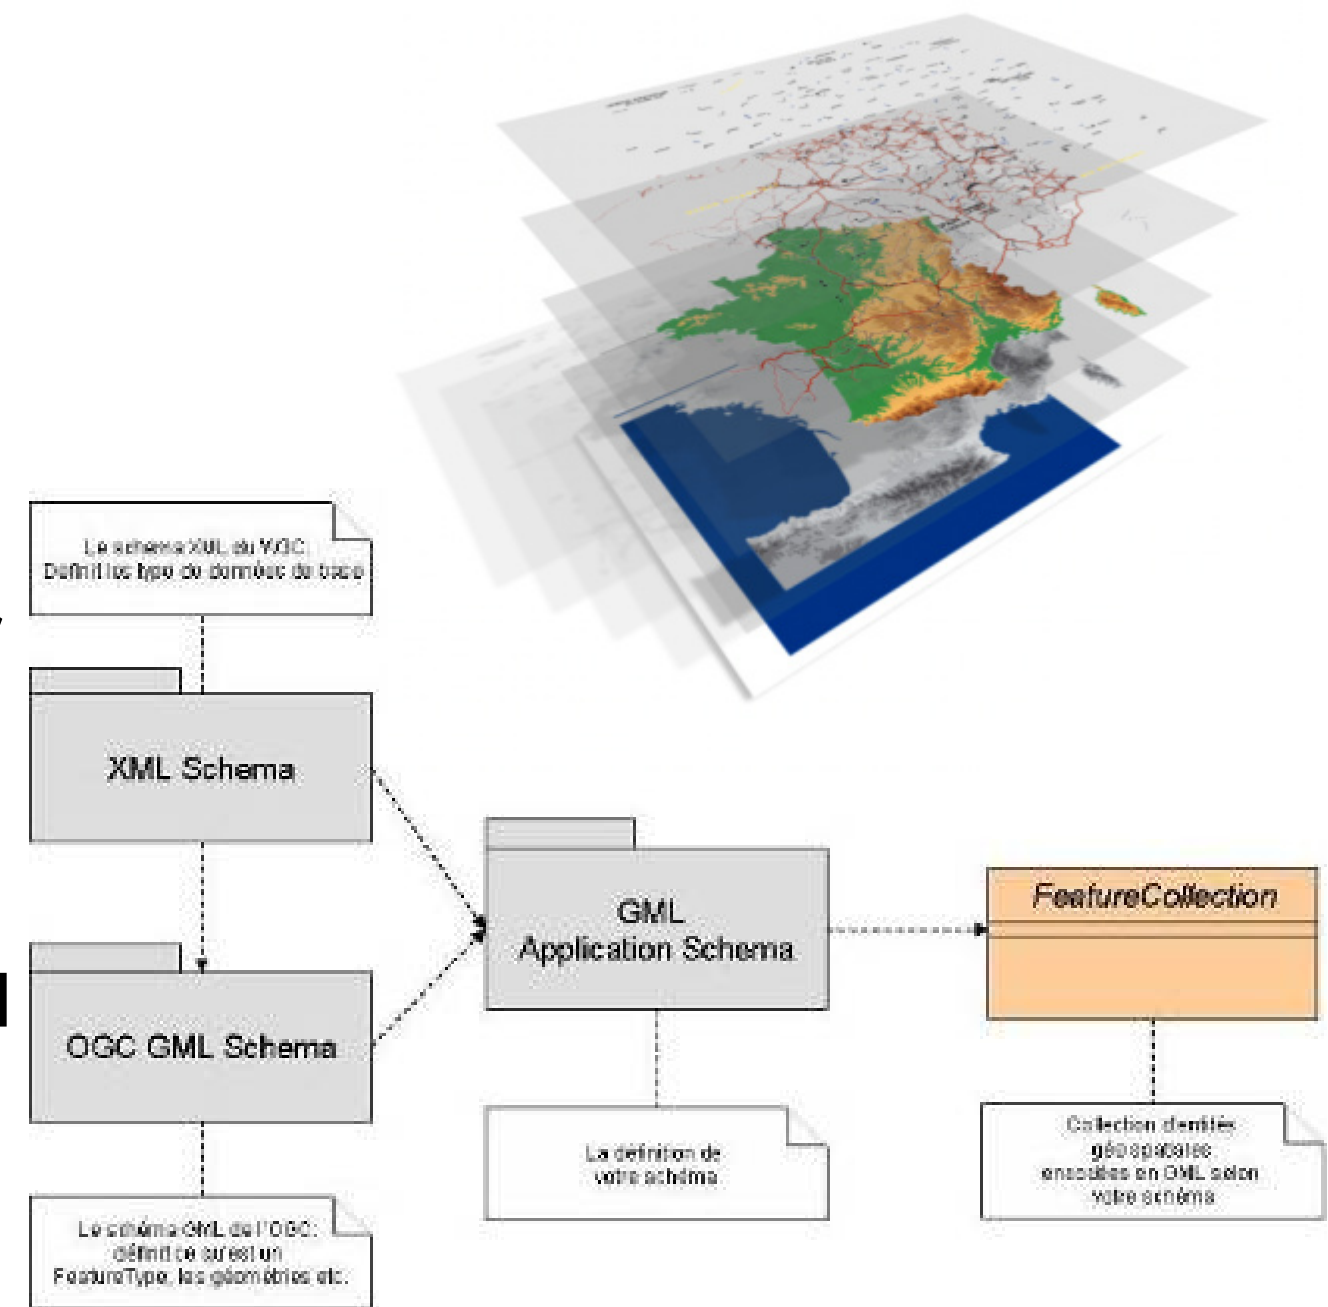 Le schema XML du W3C:
Définit les type de données de base
XML Schema
OGC GML Schema
Le schéma GML de l'OGC:
définit ce qu'est un
FeatureType, les géométries etc.
GML
Application Schema
La définition de
votre schéma
FeatureCollection
Collection d'entités
géospatiales
encodées en GML selon
votre schéma